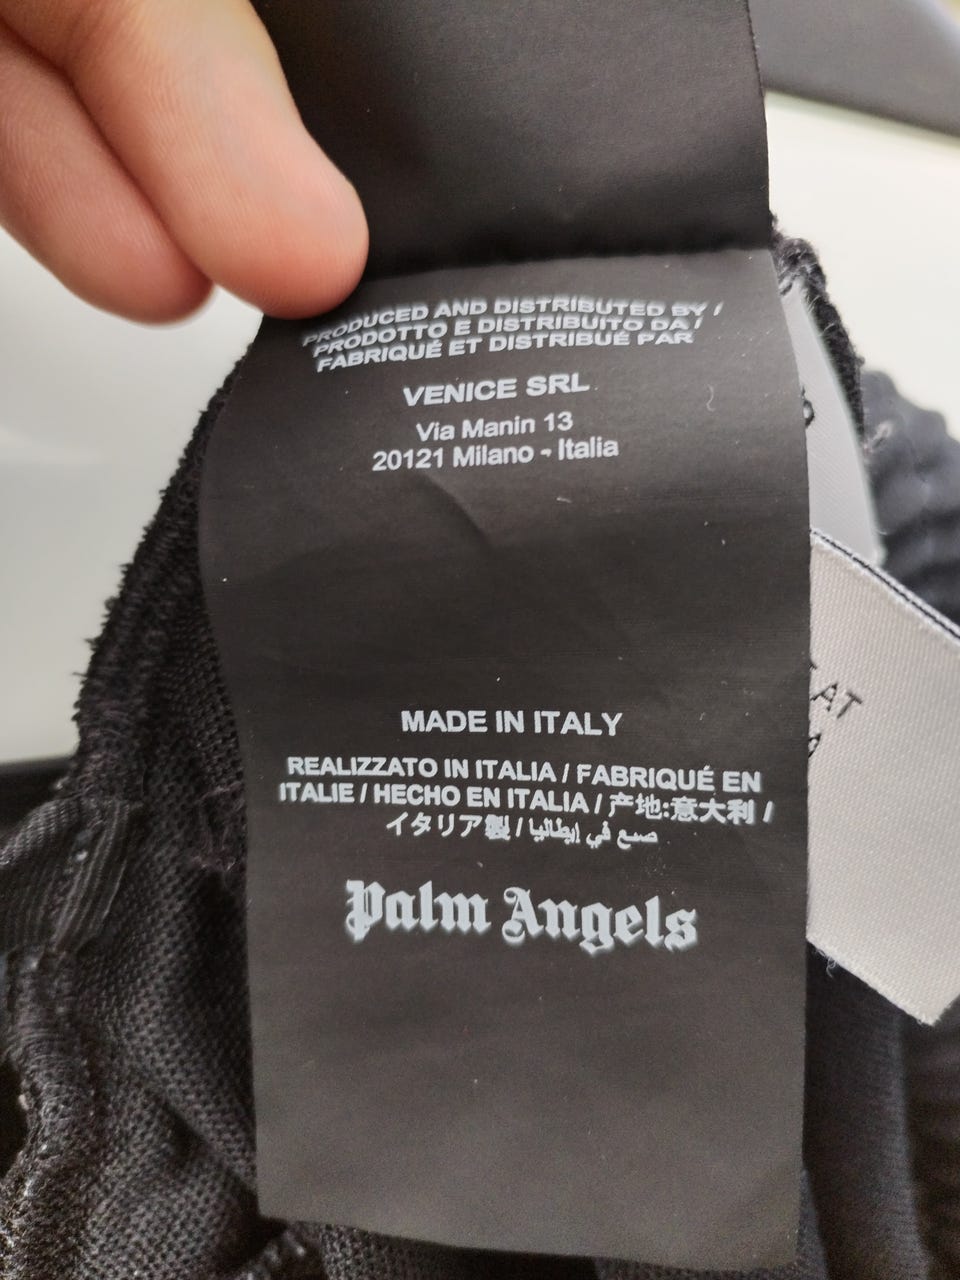 PRODUCED AND DISTRIBUTED BY /
PRODOTTO E DISTRIBUITO DA /
FABRIQUÉ ET DISTRIBUÉ PAR
VENICE SRL
Via Manin 13
20121 Milano - Italia
MADE IN ITALY
REALIZZATO IN ITALIA / FABRIQUÉ EN
ITALIE / HECHO EN ITALIA / 产地:意大利 /
イタリア製 / صنع في إيطاليا
Palm Angels